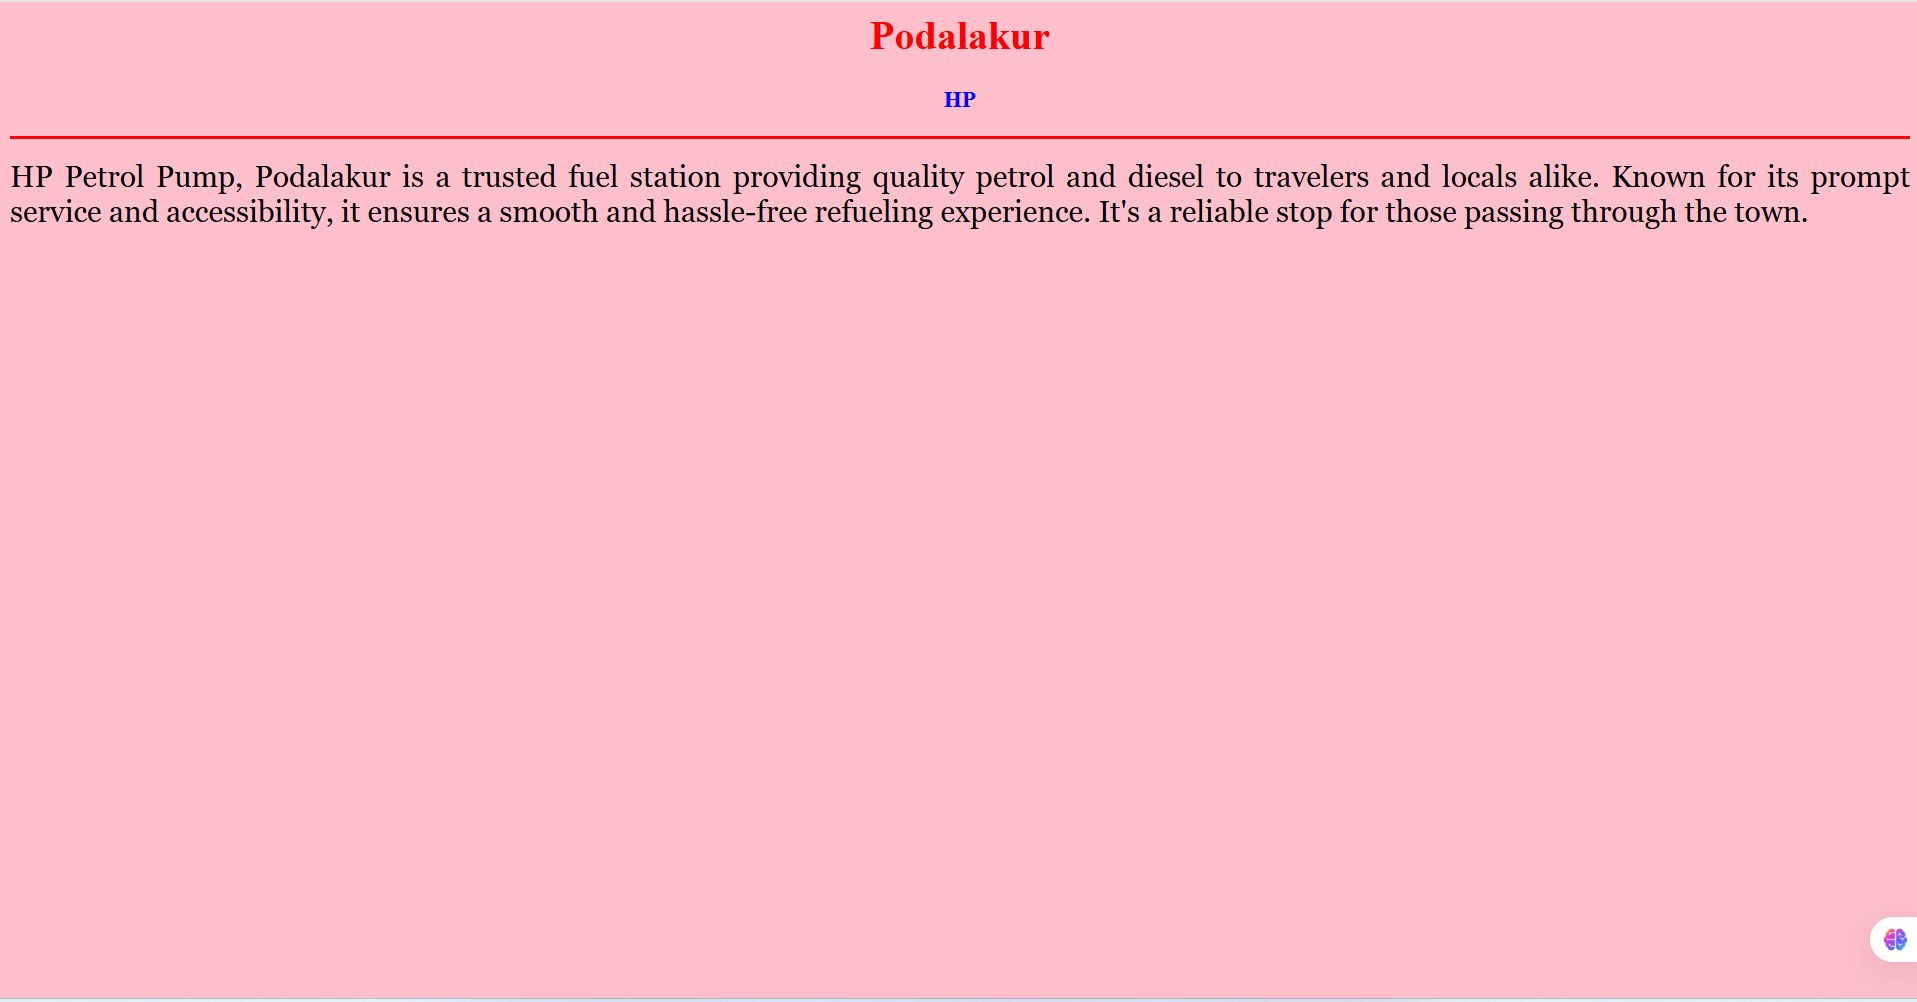 Podalakur
HP
HP Petrol Pump, Podalakur is a trusted fuel station providing quality petrol and diesel to travelers and locals alike. Known for its prompt
service and accessibility, it ensures a smooth and hassle-free refueling experience. It's a reliable stop for those passing through the town.